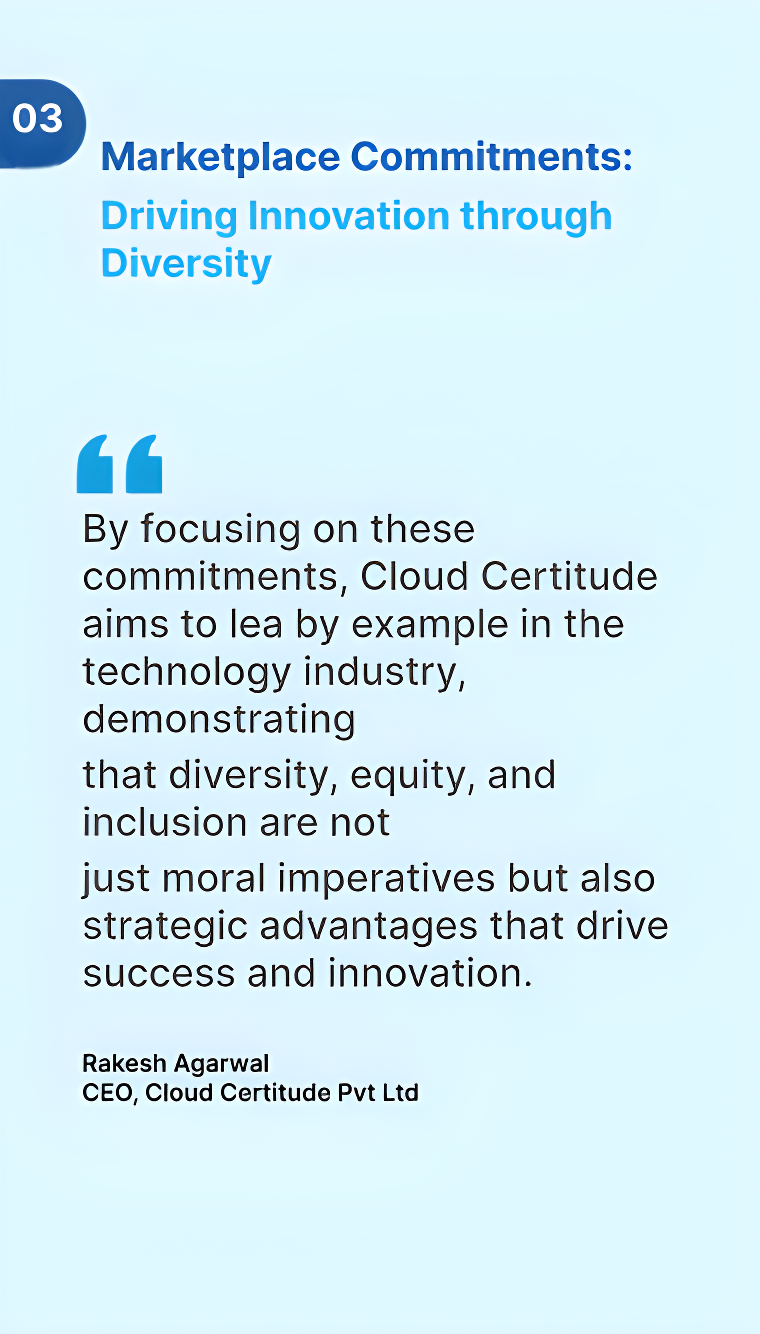 03
Marketplace Commitments:
Driving Innovation through
Diversity
By focusing on these
commitments, Cloud Certitude
aims to lea by example in the
technology industry,
demonstrating
that diversity, equity, and
inclusion are not
just moral imperatives but also
strategic advantages that drive
success and innovation.
Rakesh Agarwal
CEO, Cloud Certitude Pvt Ltd